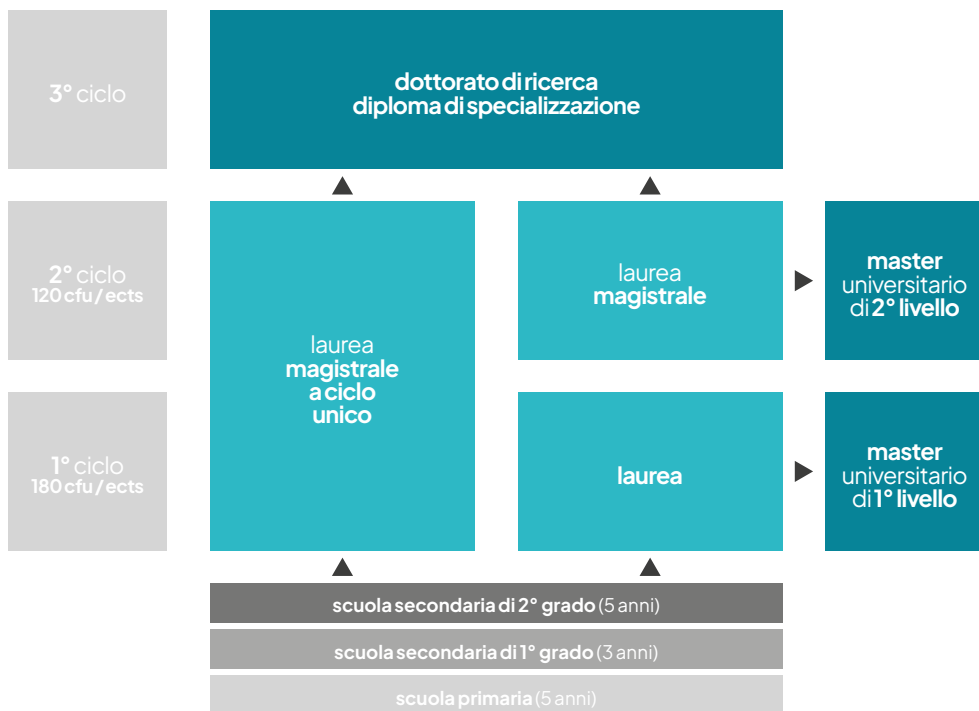 3° ciclo
dottorato di ricerca
diploma di specializzazione
2° ciclo
120 cfu / ects
laurea
magistrale
a ciclo
unico
laurea
magistrale
master
universitario
di 2° livello
1° ciclo
180 cfu / ects
laurea
master
universitario
di 1° livello
scuola secondaria di 2° grado (5 anni)
scuola secondaria di 1° grado (3 anni)
scuola primaria (5 anni)